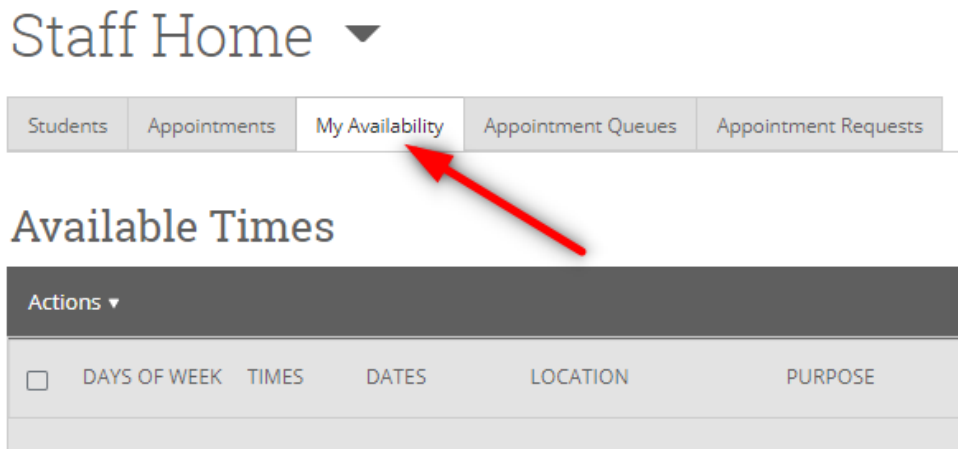 Staff Home
Students Appointments My Availability Appointment Queues Appointment Requests
Available Times
Actions
DAYS OF WEEK TIMES DATES LOCATION PURPOSE